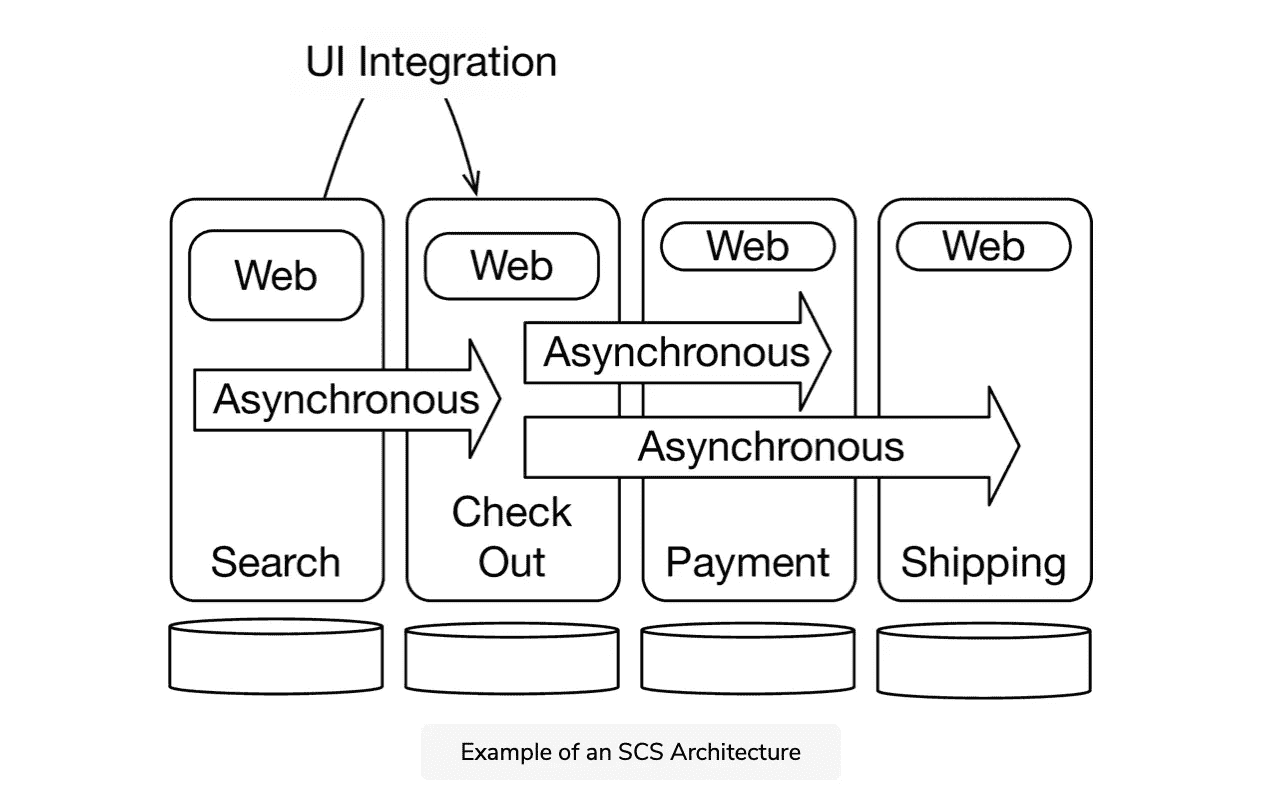 UI Integration
Web
Web
Web
Web
Asynchronous
Asynchronous
Asynchronous
Check
Out
Search
Payment
Shipping
Example of an SCS Architecture